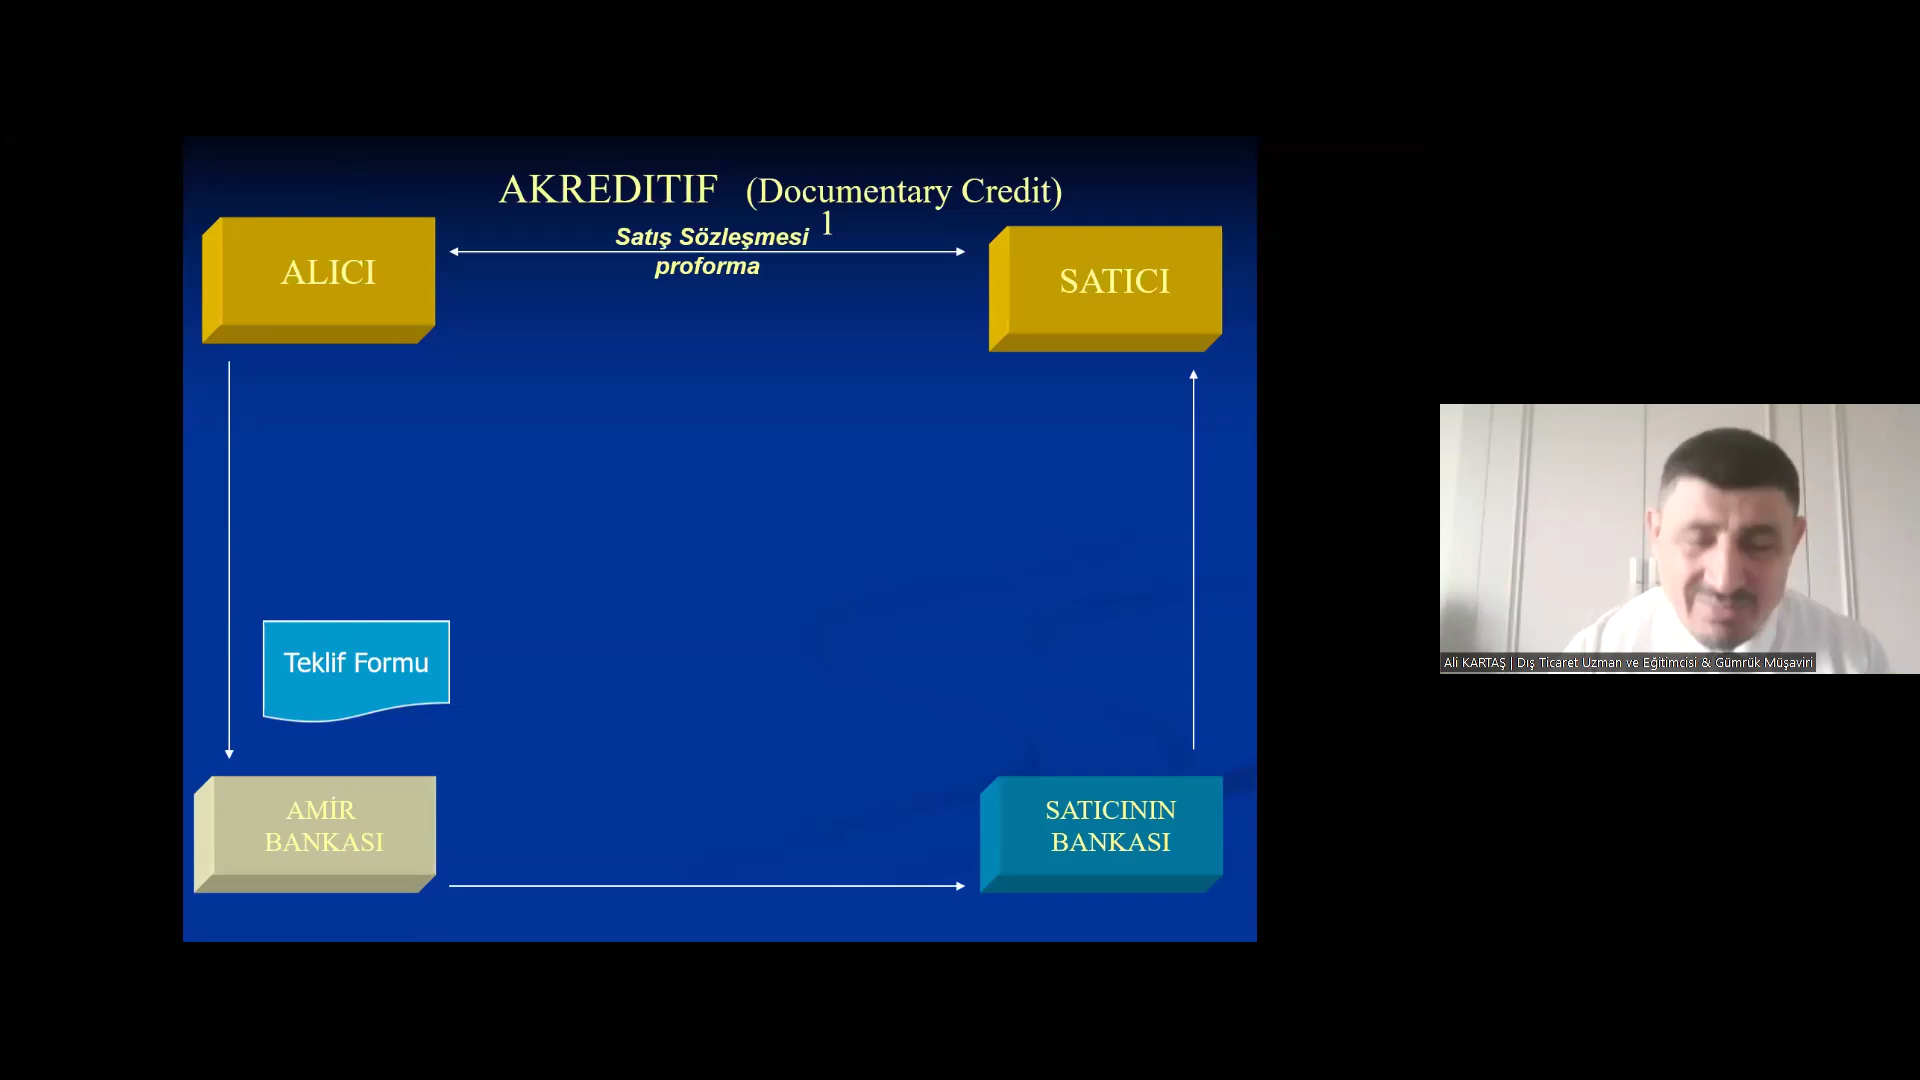 AKREDITIF (Documentary Credit)
1
Satış Sözleşmesi
proforma
ALICI
SATICI
Teklif Formu
AMİR
BANKASI
SATICININ
BANKASI
Ali KARTAŞ | Dış Ticaret Uzman ve Eğitimcisi & Gümrük Müşaviri